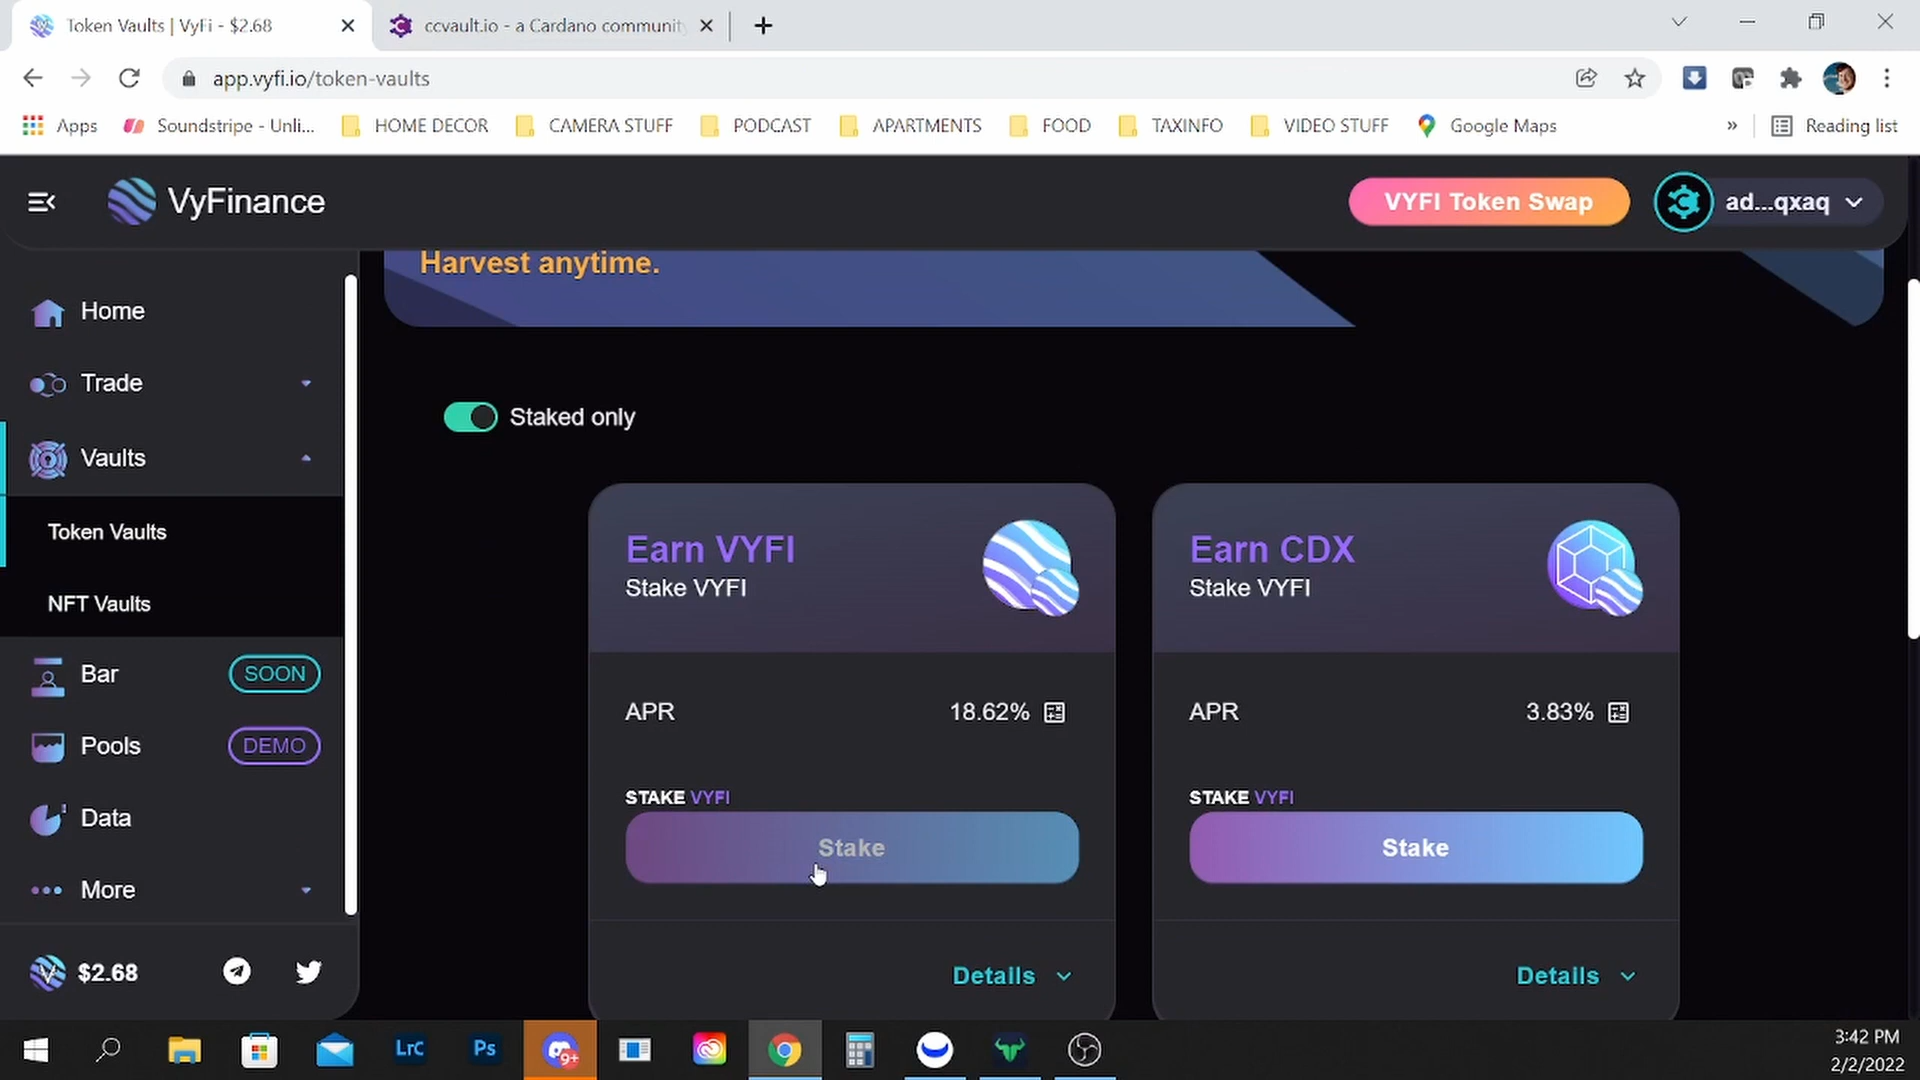 Token Vaults | VyFi - $2.68
ccvault.io - a Cardano community
app.vyfi.io/token-vaults
Apps
Soundstripe - Unli...
HOME DECOR
CAMERA STUFF
PODCAST
APARTMENTS
FOOD
TAXINFO
VIDEO STUFF
Google Maps
»
Reading list
VyFinance
VYFI Token Swap
ad...qxaq
Harvest anytime.
Home
Trade
Vaults
Token Vaults
NFT Vaults
Bar
SOON
Pools
DEMO
Data
More
$2.68
Staked only
Earn VYFI
Stake VYFI
APR
18.62%
STAKE VYFI
Stake
Details
Earn CDX
Stake VYFI
APR
3.83%
STAKE VYFI
Stake
Details
LrC
Ps
9+
3:42 PM
2/2/2022